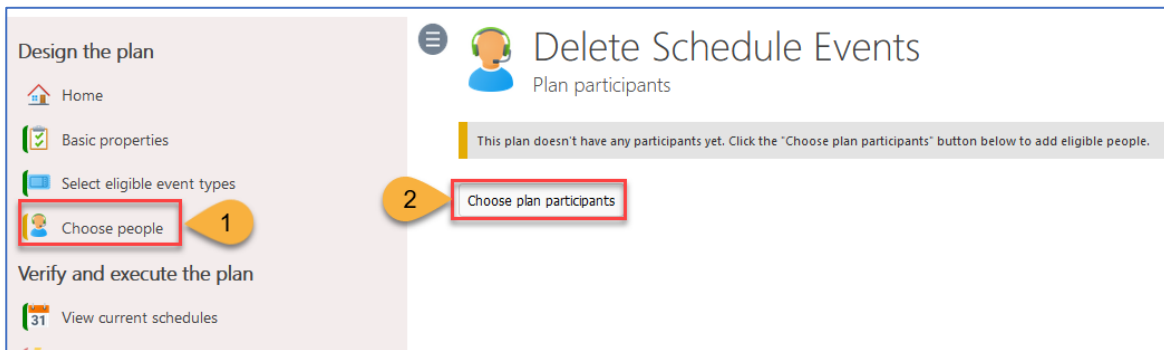 Design the plan
Home
Basic properties
Select eligible event types
Choose people
1
Verify and execute the plan
31
View current schedules
Delete Schedule Events
Plan participants
This plan doesn't have any participants yet. Click the "Choose plan participants" button below to add eligible people.
2
Choose plan participants